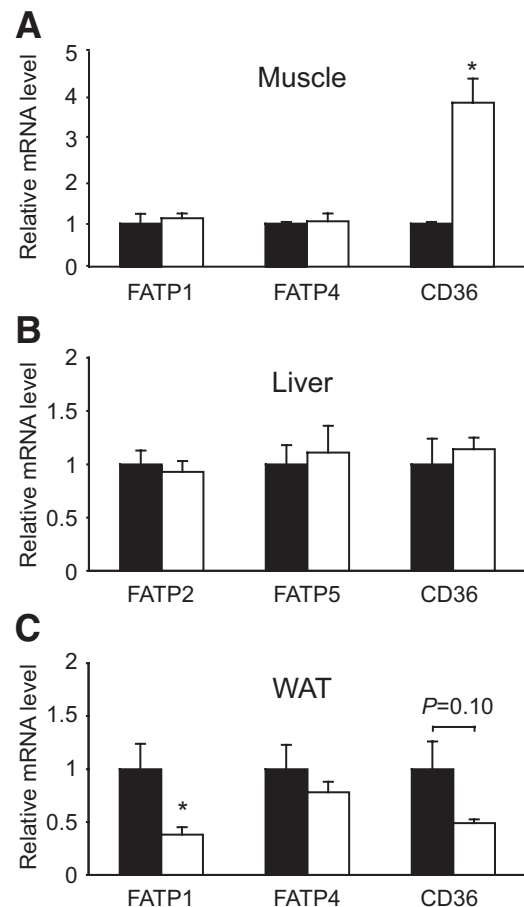 A
Relative mRNA level
5
4
3
2
1
0
Muscle
*
FATP1 FATP4 CD36
B
Relative mRNA level
2
1.5
1
0.5
0
Liver
FATP2 FATP5 CD36
C
Relative mRNA level
2
1.5
1
0.5
0
WAT
P=0.10
*
FATP1 FATP4 CD36